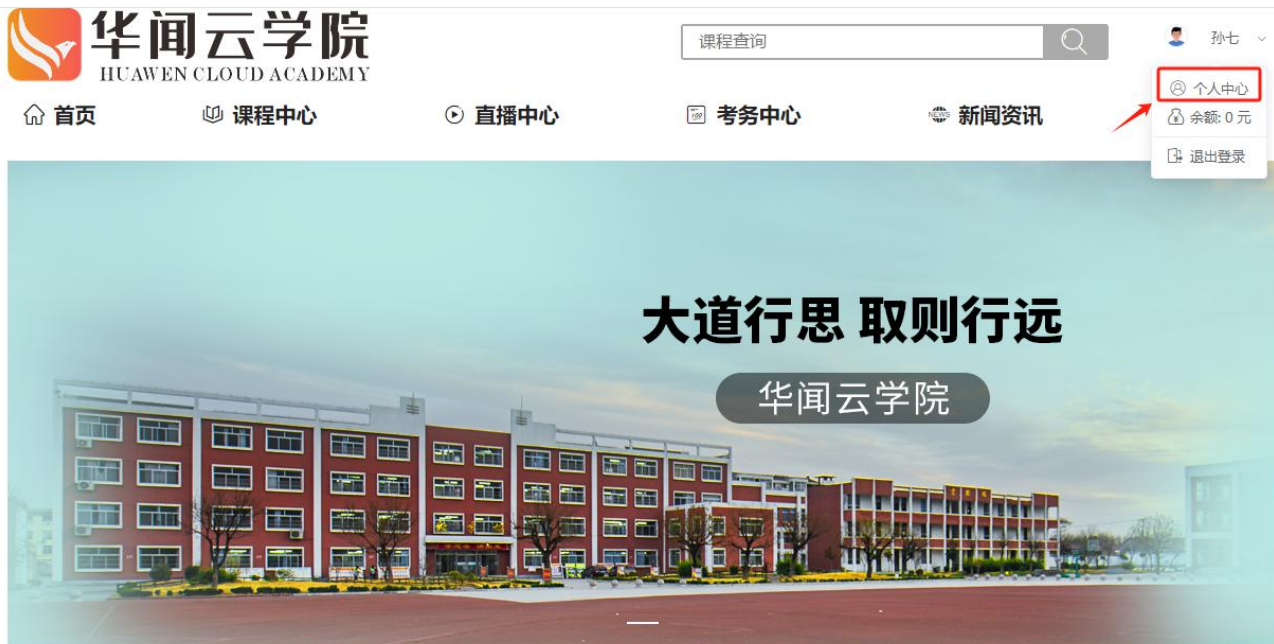 华闻云学院
HUAWEN CLOUD ACADEMY
课程查询
孙七
个人中心
余额: 0 元
退出登录
首页
课程中心
直播中心
考务中心
NEWS 新闻资讯
大道行思 取则行远
华闻云学院